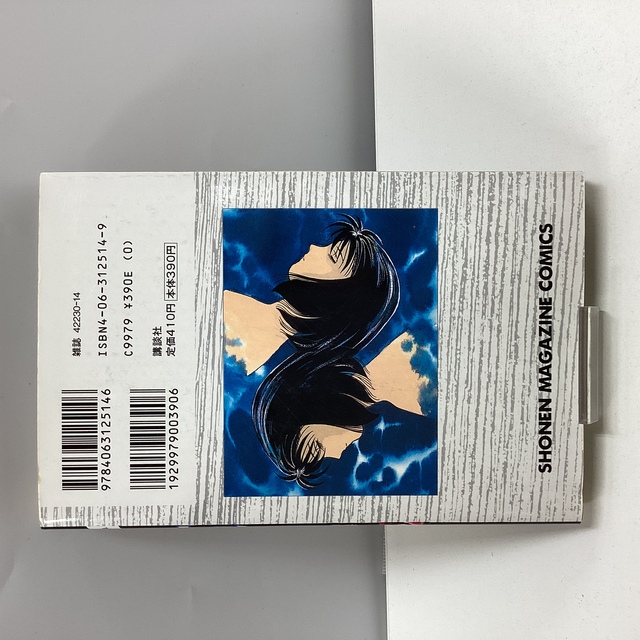 SHONEN MAGAZINE COMICS
雑誌 42230-14
ISBN4-06-312514-9
C9979 ¥390E (0)
講談社
定価410円 本体390円
9784063125146
1929979003906